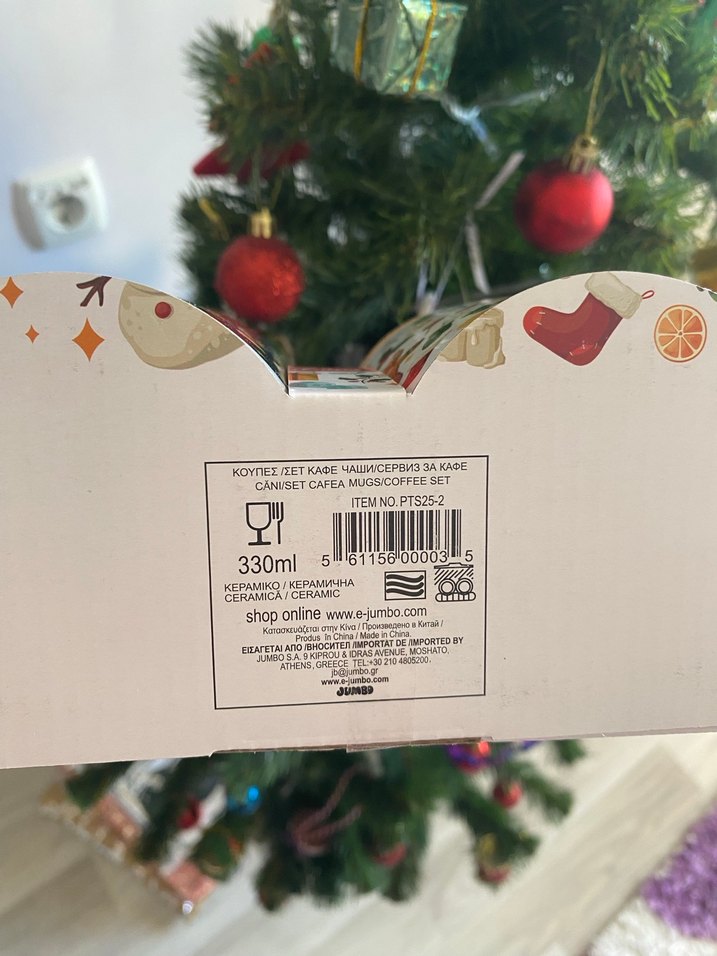 ΚΟΥΠΕΣ /ΣΕΤ ΚΑΦΕ ЧАШИ/СЕРВИЗ ЗА КАФЕ
CĂNI/SET CAFEA MUGS/COFFEE SET
ITEM NO. PTS25-2
330ml
5 61156 00003 5
ΚΕΡΑΜΙΚΟ / КЕРАМИЧНА
CERAMICĂ / CERAMIC
shop online www.e-jumbo.com
Κατασκευάζεται στην Κίνα / Произведено в Китай /
Produs în China / Made in China.
ΕΙΣΑΓΕΤΑΙ ΑΠΟ /ВНОСИТЕЛ /IMPORTAT DE /IMPORTED BY
JUMBO S.A. 9 KIPROU & IDRAS AVENUE, MOSHATO,
ATHENS, GREECE TEL:+30 210 4805200.
jb@jumbo.gr
www.e-jumbo.com
JUMBO